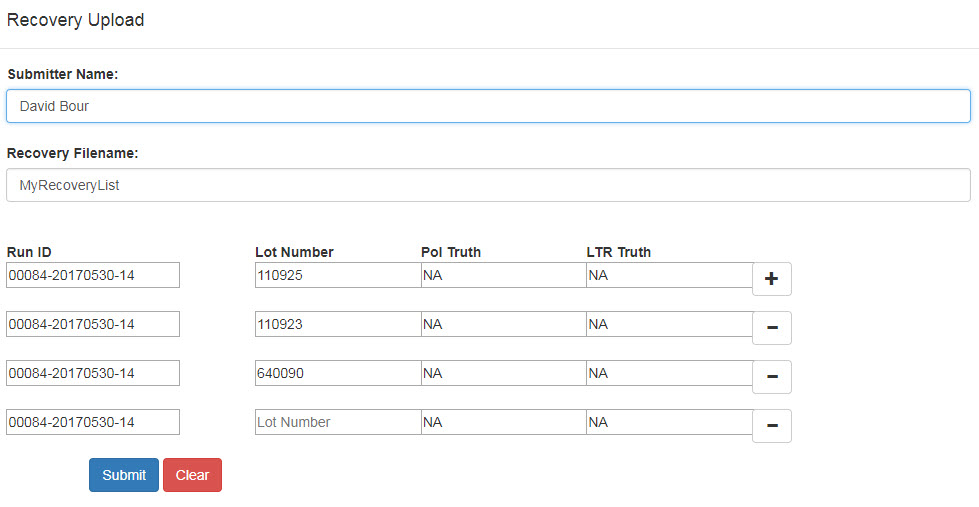 Recovery Upload
Submitter Name:
David Bour
Recovery Filename:
MyRecoveryList
Run ID Lot Number Pol Truth LTR Truth
00084-20170530-14 110925 NA NA +
00084-20170530-14 110923 NA NA -
00084-20170530-14 640090 NA NA -
00084-20170530-14 Lot Number NA NA -
Submit Clear